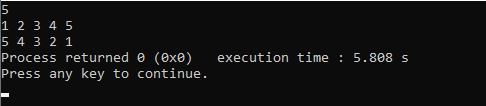 5
1 2 3 4 5
5 4 3 2 1
Process returned 0 (0x0)   execution time : 5.808 s
Press any key to continue.